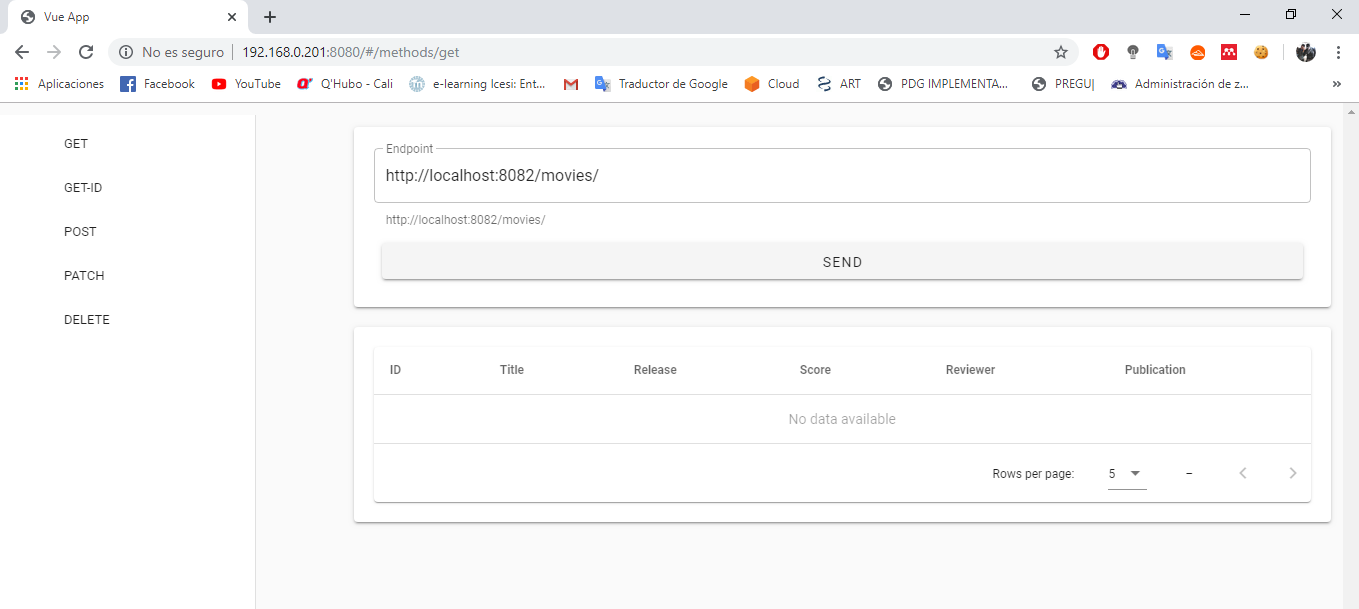 Vue App
No es seguro | 192.168.0.201:8080/#/methods/get
Aplicaciones Facebook YouTube Q'Hubo - Cali e-learning Icesi: Ent... Traductor de Google Cloud ART PDG IMPLEMENTA... PREGU| Administración de z... »
GET
GET-ID
POST
PATCH
DELETE
Endpoint
http://localhost:8082/movies/
http://localhost:8082/movies/
SEND
ID Title Release Score Reviewer Publication
No data available
Rows per page: 5 –